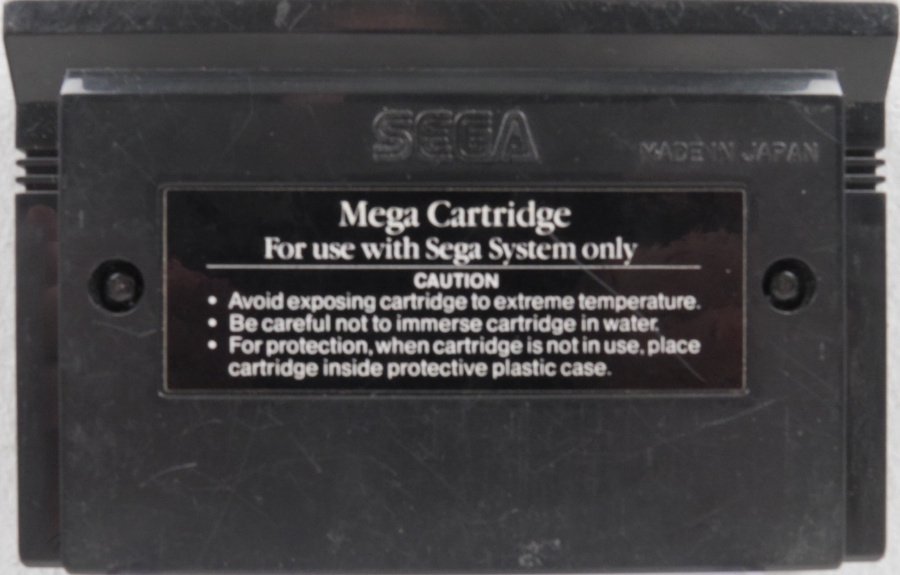 SEGA
MADE IN JAPAN
Mega Cartridge
For use with Sega System only
CAUTION
• Avoid exposing cartridge to extreme temperature.
• Be careful not to immerse cartridge in water.
• For protection, when cartridge is not in use, place
cartridge inside protective plastic case.